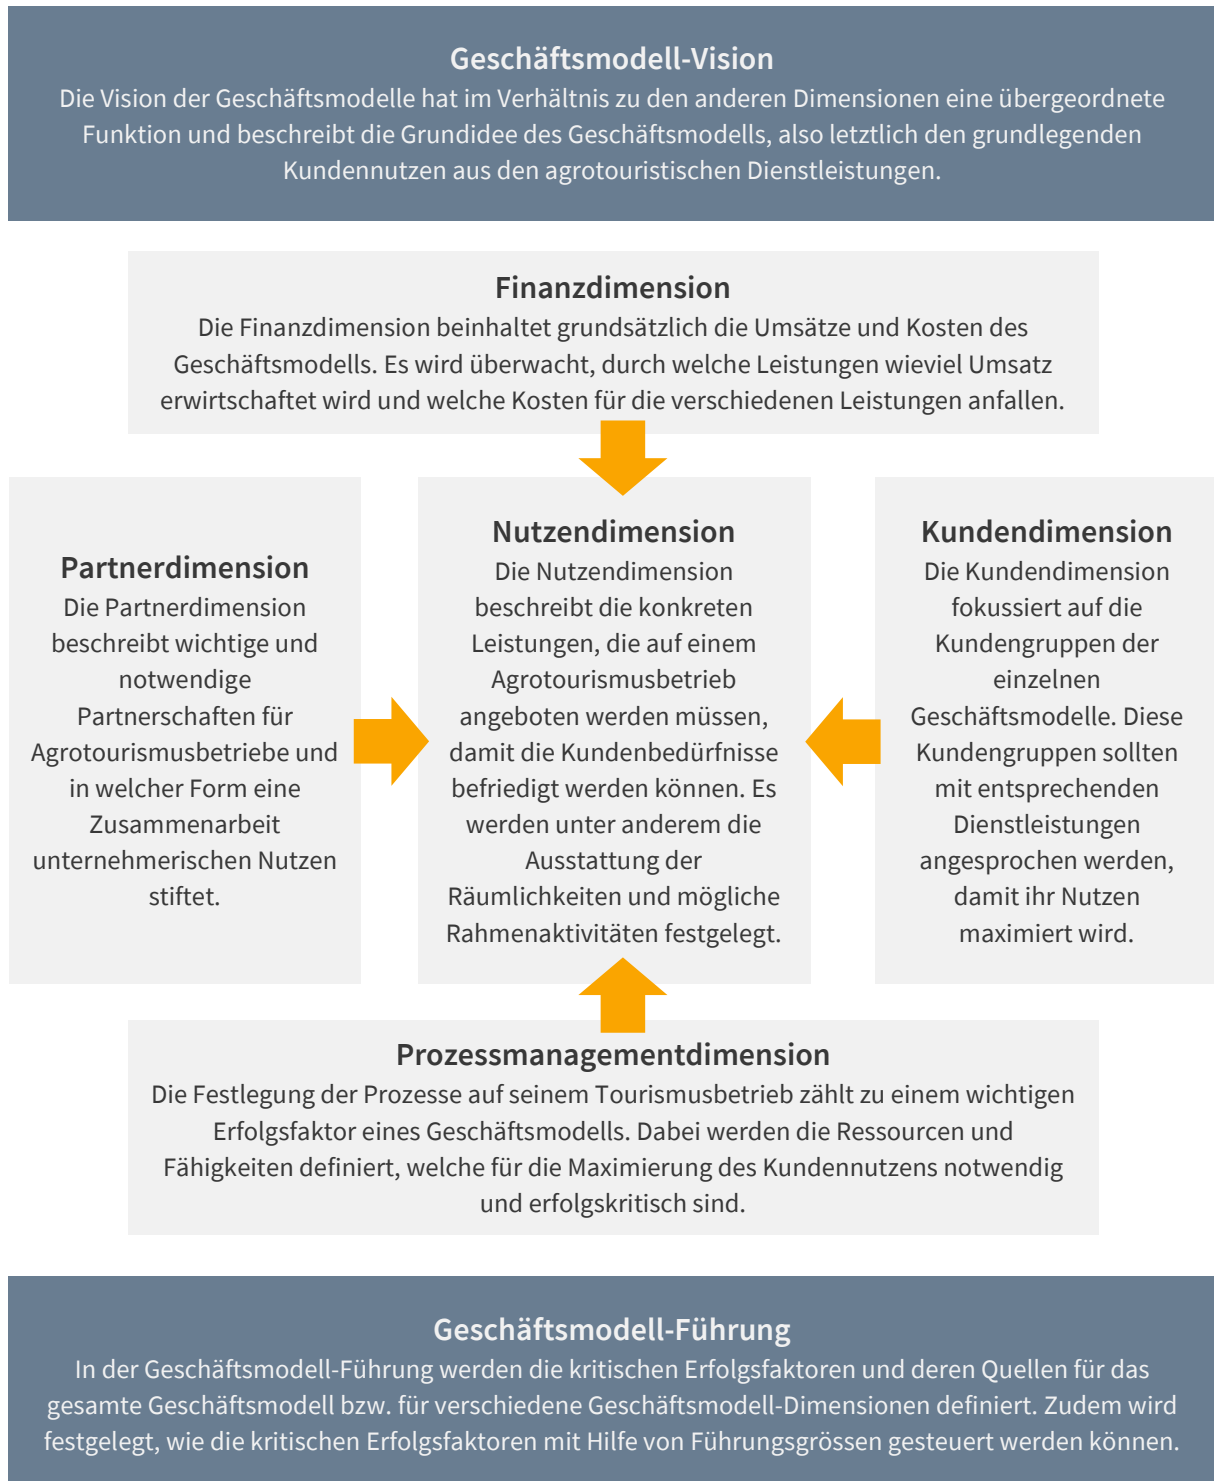 Geschäftsmodell-Vision
Die Vision der Geschäftsmodelle hat im Verhältnis zu den anderen Dimensionen eine übergeordnete
Funktion und beschreibt die Grundidee des Geschäftsmodells, also letztlich den grundlegenden
Kundennutzen aus den agrotouristischen Dienstleistungen.
Finanzdimension
Die Finanzdimension beinhaltet grundsätzlich die Umsätze und Kosten des
Geschäftsmodells. Es wird überwacht, durch welche Leistungen wieviel Umsatz
erwirtschaftet wird und welche Kosten für die verschiedenen Leistungen anfallen.
Partnerdimension
Die Partnerdimension
beschreibt wichtige und
notwendige
Partnerschaften für
Agrotourismusbetriebe und
in welcher Form eine
Zusammenarbeit
unternehmerischen Nutzen
stiftet.
Nutzendimension
Die Nutzendimension
beschreibt die konkreten
Leistungen, die auf einem
Agrotourismusbetrieb
angeboten werden müssen,
damit die Kundenbedürfnisse
befriedigt werden können. Es
werden unter anderem die
Ausstattung der
Räumlichkeiten und mögliche
Rahmenaktivitäten festgelegt.
Kundendimension
Die Kundendimension
fokussiert auf die
Kundengruppen der
einzelnen
Geschäftsmodelle. Diese
Kundengruppen sollten
mit entsprechenden
Dienstleistungen
angesprochen werden,
damit ihr Nutzen
maximiert wird.
Prozessmanagementdimension
Die Festlegung der Prozesse auf seinem Tourismusbetrieb zählt zu einem wichtigen
Erfolgsfaktor eines Geschäftsmodells. Dabei werden die Ressourcen und
Fähigkeiten definiert, welche für die Maximierung des Kundennutzens notwendig
und erfolgskritisch sind.
Geschäftsmodell-Führung
In der Geschäftsmodell-Führung werden die kritischen Erfolgsfaktoren und deren Quellen für das
gesamte Geschäftsmodell bzw. für verschiedene Geschäftsmodell-Dimensionen definiert. Zudem wird
festgelegt, wie die kritischen Erfolgsfaktoren mit Hilfe von Führungsgrössen gesteuert werden können.